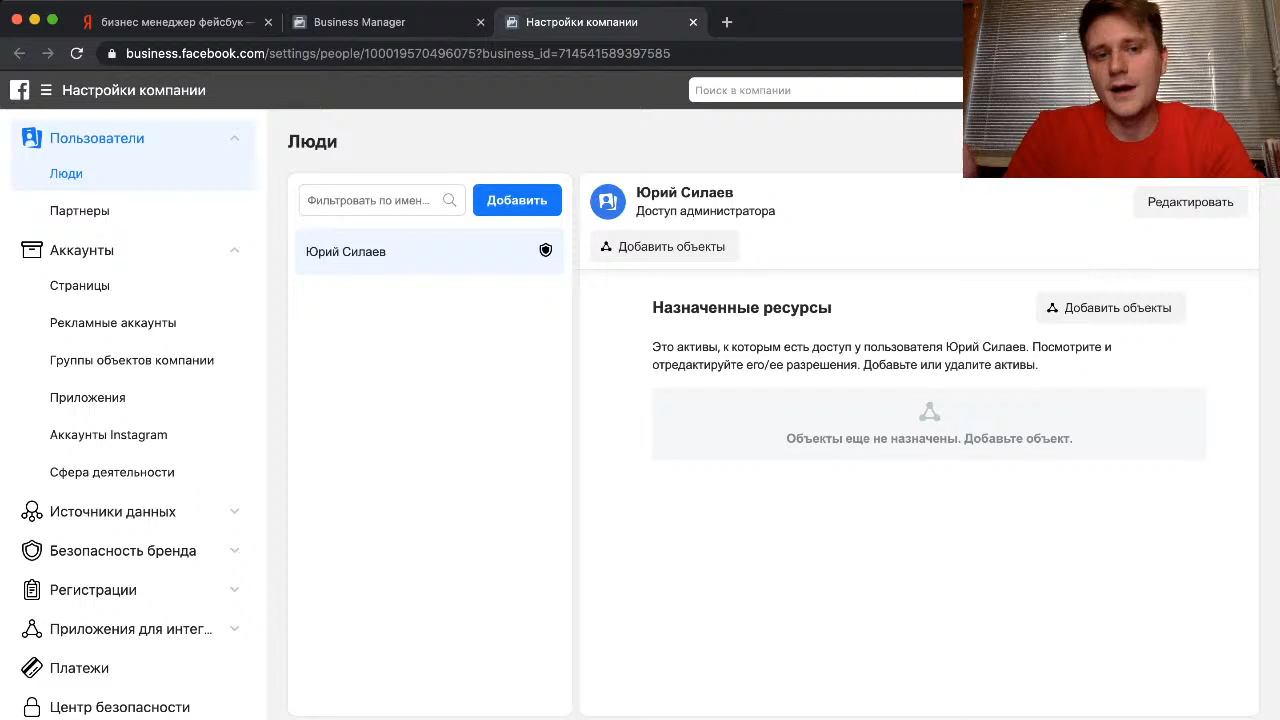 бизнес менеджер фейсбук —
Business Manager
Настройки компании
business.facebook.com/settings/people/100019570436075?business_id=714541589397585
Настройки компании
Поиск в компании
Пользователи
Люди
Партнеры
Аккаунты
Страницы
Рекламные аккаунты
Группы объектов компании
Приложения
Аккаунты Instagram
Сфера деятельности
Источники данных
Безопасность бренда
Регистрации
Приложения для интег...
Платежи
Центр безопасности
Люди
Фильтровать по имен...
Добавить
Юрий Силаев
Юрий Силаев
Доступ администратора
Редактировать
Добавить объекты
Назначенные ресурсы
Добавить объекты
Это активы, к которым есть доступ у пользователя Юрий Силаев. Посмотрите и
отредактируйте его/ее разрешения. Добавьте или удалите активы.
Объекты еще не назначены. Добавьте объект.